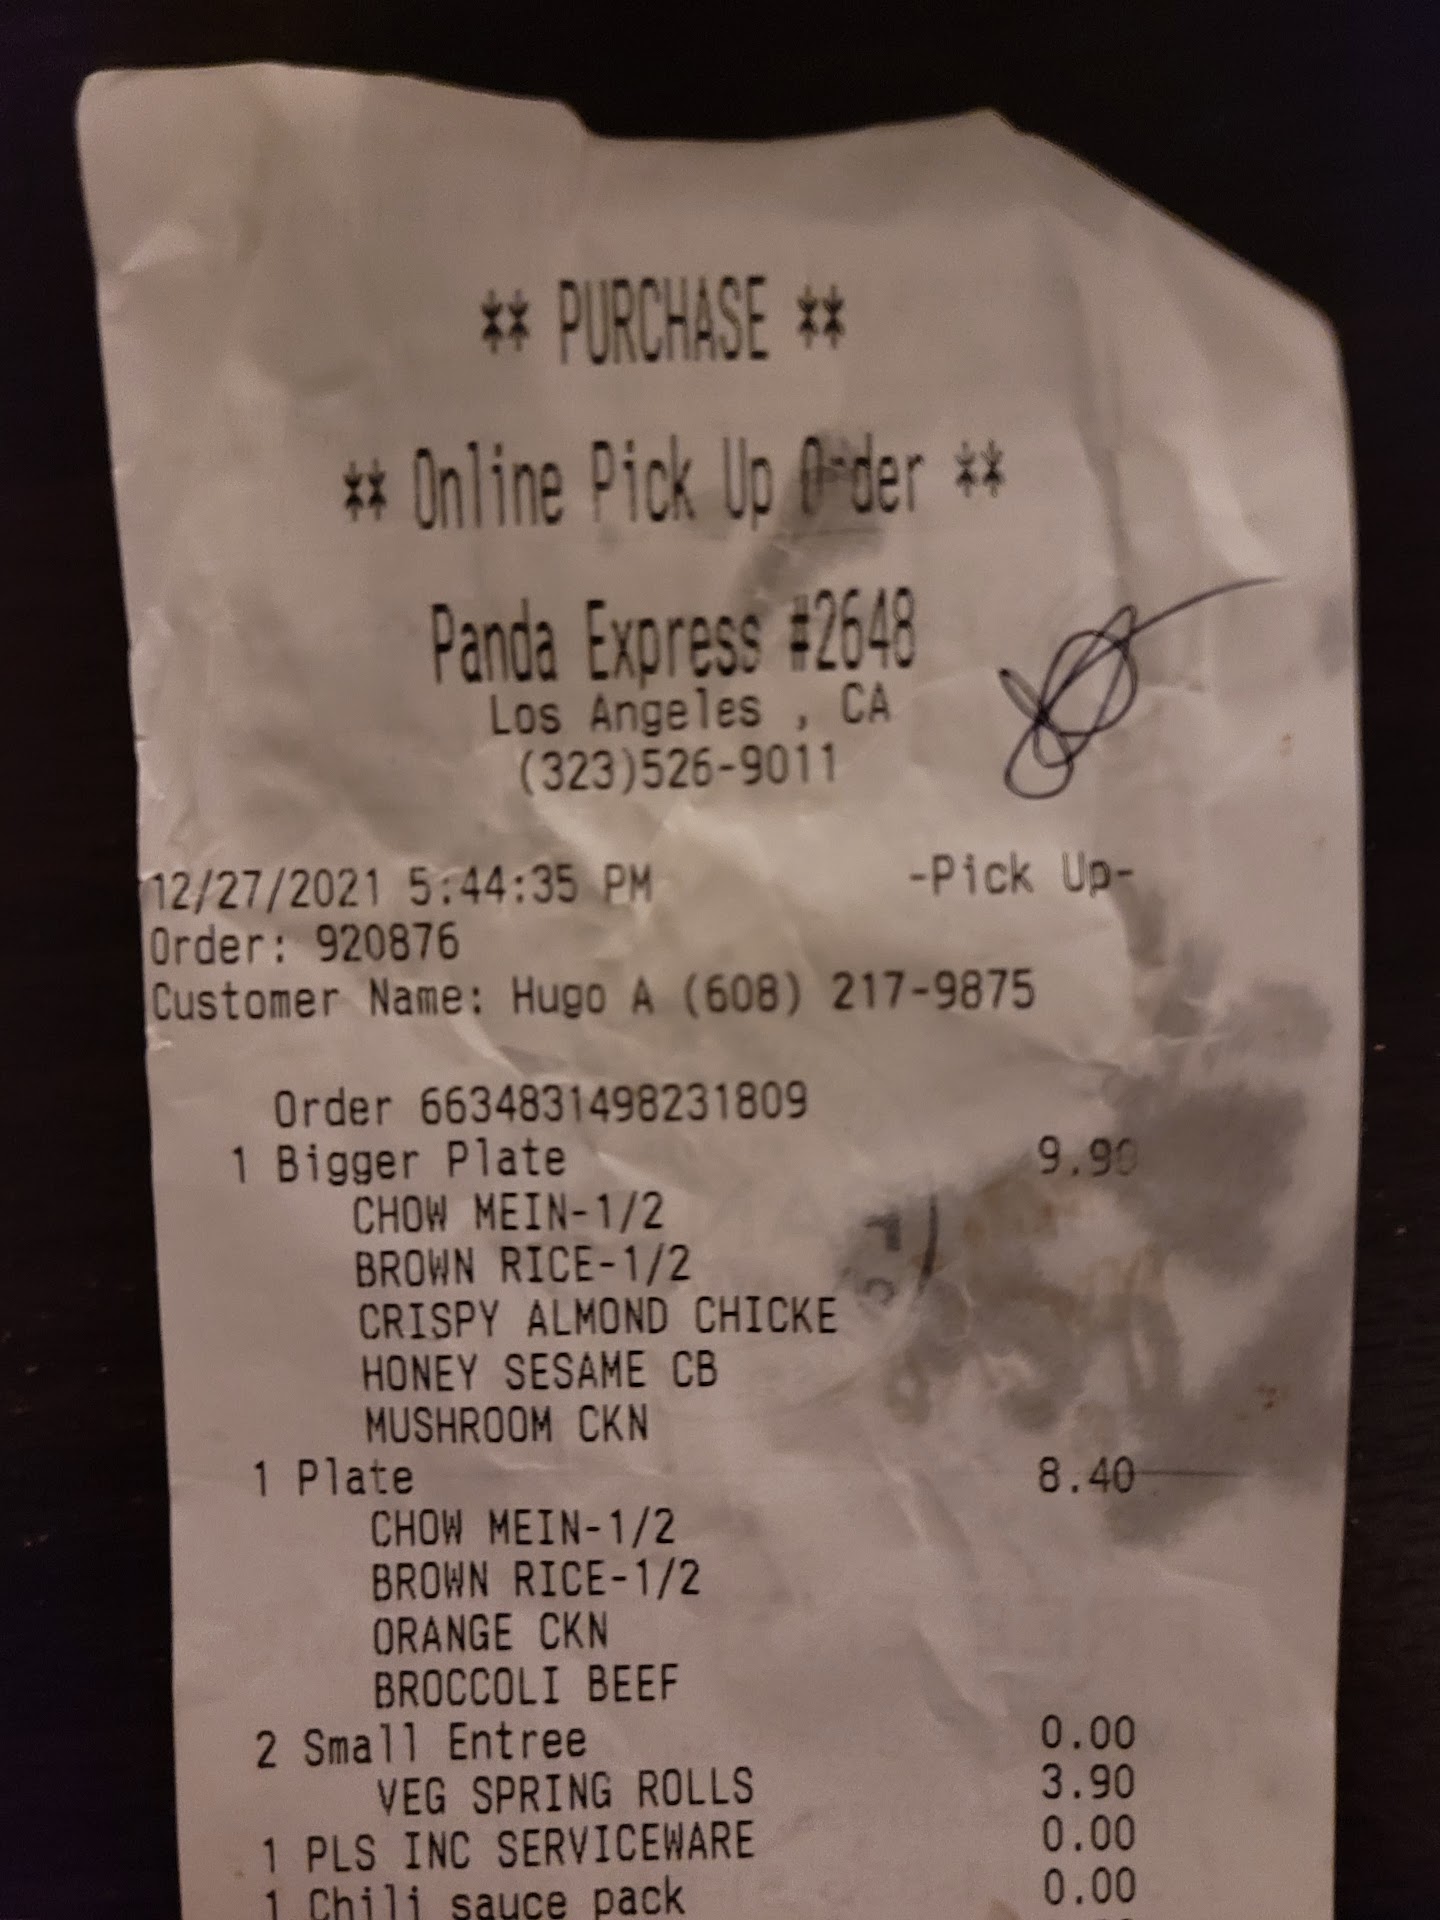 ** PURCHASE **
** Online Pick Up Order **
Panda Express #2648
Los Angeles , CA
(323)526-9011
12/27/2021 5:44:35 PM -Pick Up-
Order: 920876
Customer Name: Hugo A (608) 217-9875
Order 6634831498231809
1 Bigger Plate 9.90
CHOW MEIN-1/2
BROWN RICE-1/2
CRISPY ALMOND CHICKE
HONEY SESAME CB
MUSHROOM CKN
1 Plate 8.40
CHOW MEIN-1/2
BROWN RICE-1/2
ORANGE CKN
BROCCOLI BEEF
2 Small Entree 0.00
VEG SPRING ROLLS 3.90
1 PLS INC SERVICEWARE 0.00
1 Chili sauce pack 0.00